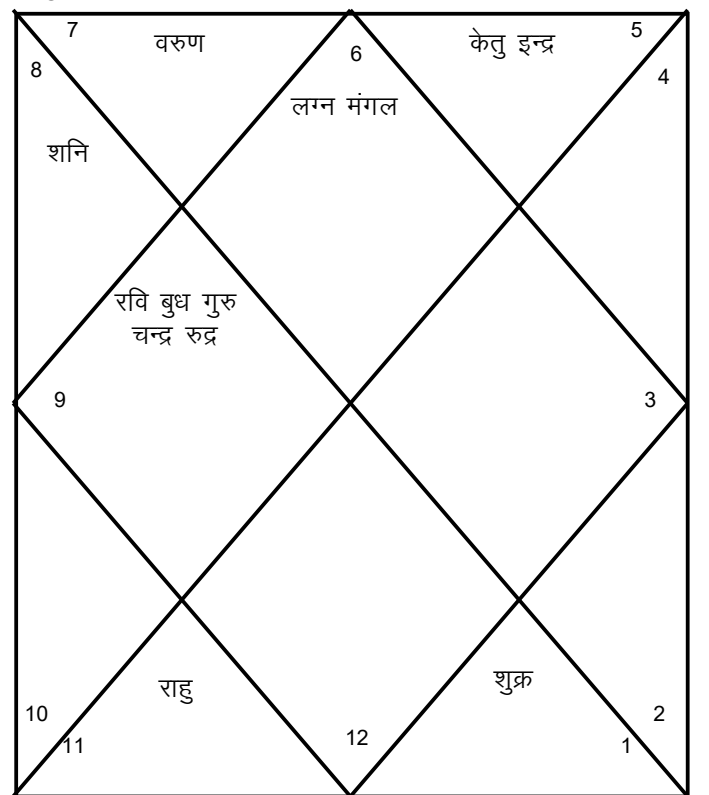 7
वरुण
6
केतु इन्द्र
5
8
4
लग्न मंगल
शनि
रवि बुध गुरु
चन्द्र रुद्र
9
3
राहु
शुक्र
10
11
12
1
2